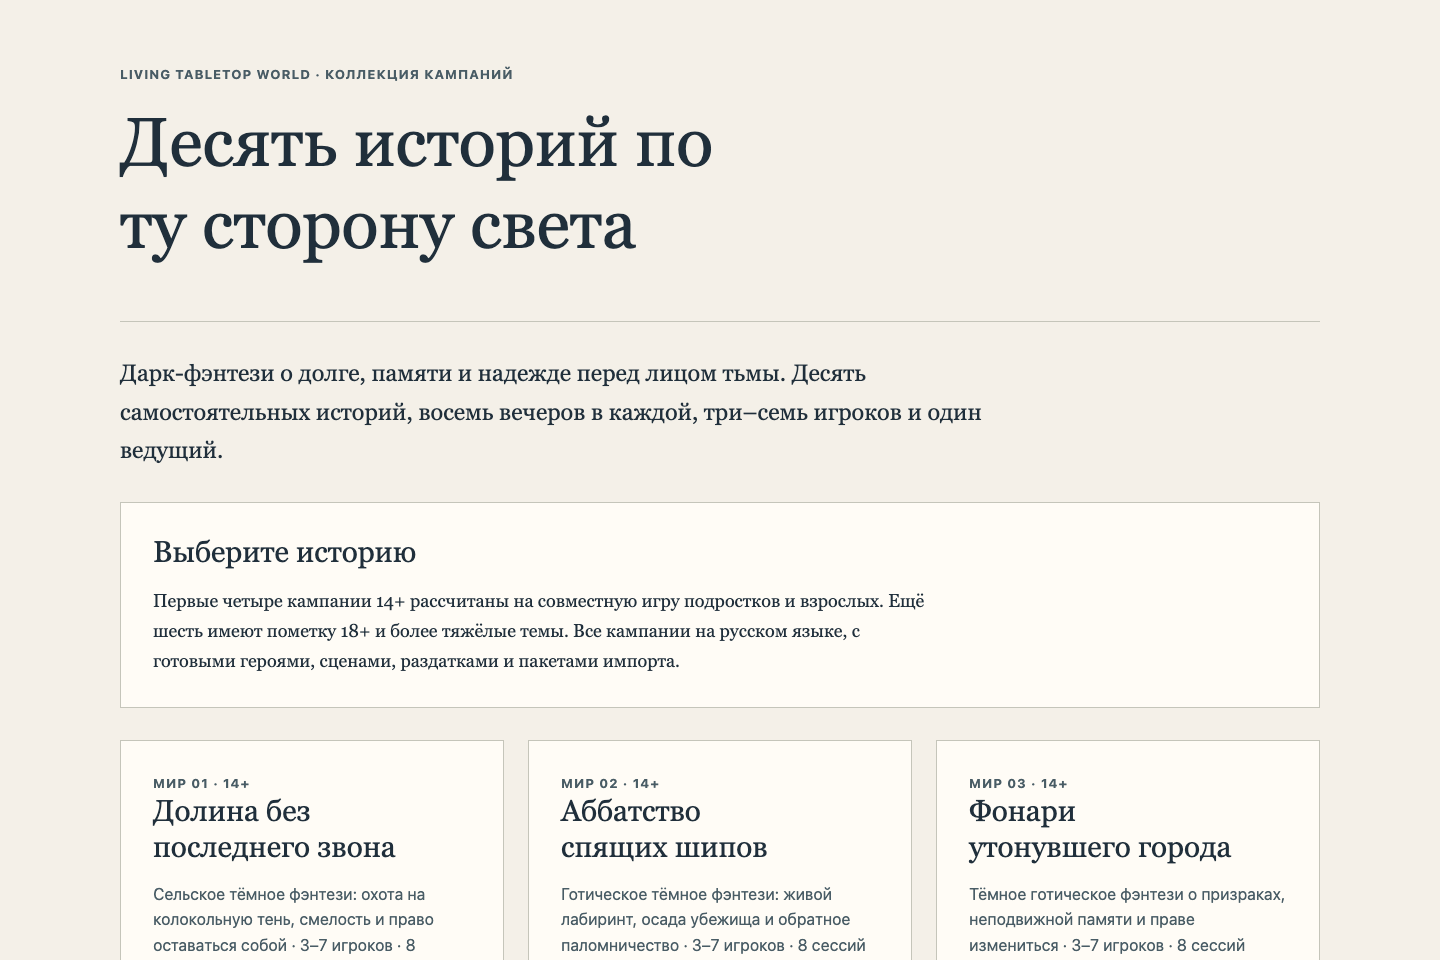 LIVING TABLETOP WORLD · КОЛЛЕКЦИЯ КАМПАНИЙ
Десять историй по
ту сторону света
Дарк-фэнтези о долге, памяти и надежде перед лицом тьмы. Десять
самостоятельных историй, восемь вечеров в каждой, три–семь игроков и один
ведущий.
Выберите историю
Первые четыре кампании 14+ рассчитаны на совместную игру подростков и взрослых. Ещё
шесть имеют пометку 18+ и более тяжёлые темы. Все кампании на русском языке, с
готовыми героями, сценами, раздатками и пакетами импорта.
МИР 01 · 14+
Долина без
последнего звона
Сельское тёмное фэнтези: охота на
колокольную тень, смелость и право
оставаться собой · 3–7 игроков · 8
МИР 02 · 14+
Аббатство
спящих шипов
Готическое тёмное фэнтези: живой
лабиринт, осада убежища и обратное
паломничество · 3–7 игроков · 8 сессий
МИР 03 · 14+
Фонари
утонувшего города
Тёмное готическое фэнтези о призраках,
неподвижной памяти и праве
измениться · 3–7 игроков · 8 сессий